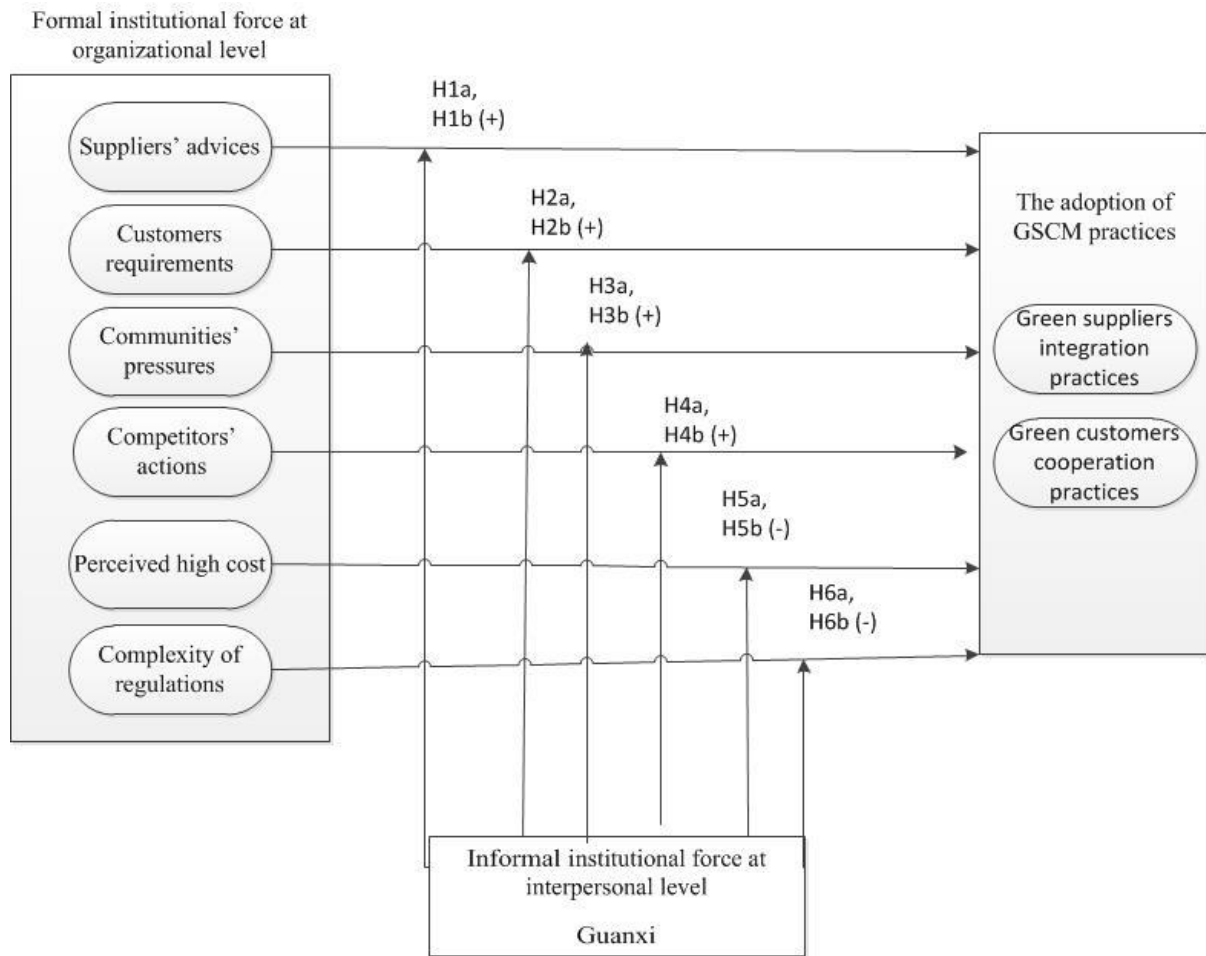 Formal institutional force at
organizational level
Suppliers' advices
Customers
requirements
Communities'
pressures
Competitors'
actions
Perceived high cost
Complexity of
regulations
H1a,
H1b (+)
H2a,
H2b (+)
H3a,
H3b (+)
H4a,
H4b (+)
H5a,
H5b (-)
H6a,
H6b (-)
The adoption of
GSCM practices
Green suppliers
integration
practices
Green customers
cooperation
practices
Informal institutional force at
interpersonal level
Guanxi